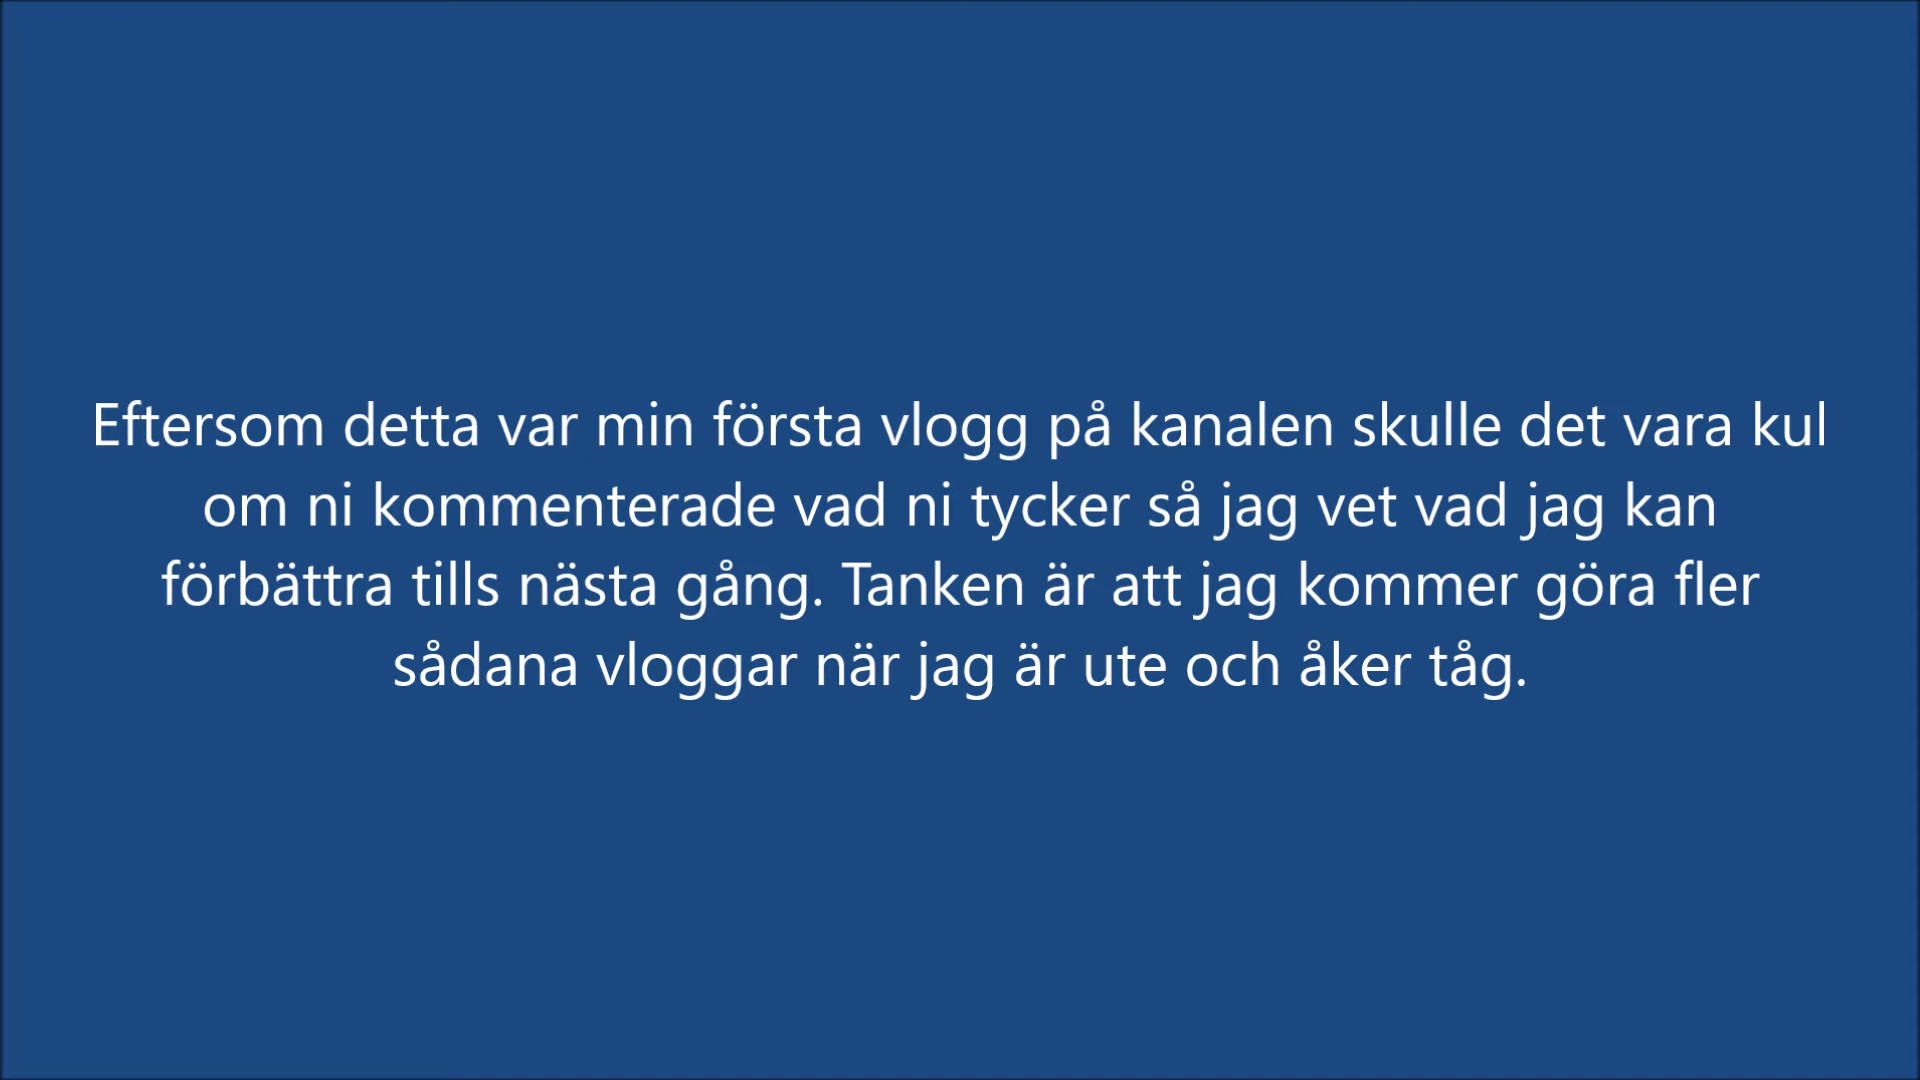 Eftersom detta var min första vlogg på kanalen skulle det vara kul
om ni kommenterade vad ni tycker så jag vet vad jag kan
förbättra tills nästa gång. Tanken är att jag kommer göra fler
sådana vloggar när jag är ute och åker tåg.